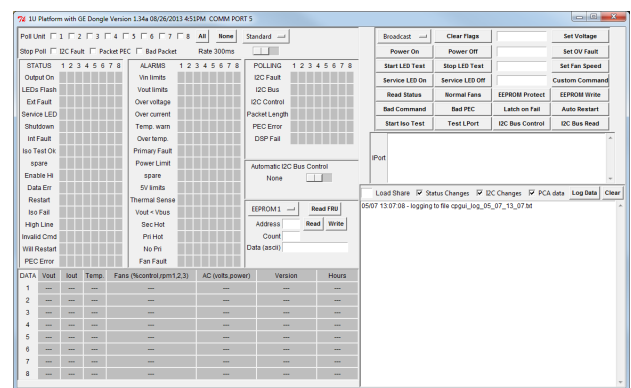 1U Platform with GE Dongle Version 1.34a 08/26/2013 4:51PM COMM PORT 5
Poll Unit 1 2 3 4 5 6 7 8 All None Standard
Stop Poll I2C Fault Packet PEC Bad Packet Rate 300ms
STATUS 1 2 3 4 5 6 7 8
Output On
LEDs Flash
Ext Fault
Service LED
Shutdown
Int Fault
Iso Test Ok
spare
Enable Hi
Data Err
Restart
Iso Fail
High Line
Invalid Cmd
Will Restart
PEC Error
ALARMS 1 2 3 4 5 6 7 8
Vin limits
Vout limits
Over voltage
Over current
Temp. warn
Over temp.
Primary Fault
Power Limit
spare
5V limits
Thermal Sense
Vout < Vbus
Sec Hot
Pri Hot
No Pri
Fan Fault
POLLING 1 2 3 4 5 6 7 8
I2C Fault
I2C Bus
I2C Control
Packet Length
PEC Error
DSP Fail
Automatic I2C Bus Control
None
EEPROM1 Read FRU
Address Read Write
Count
Data (ascii)
DATA Vout Iout Temp. Fans (%control,rpm1,2,3) AC (volts,power) Version Hours
1 --- --- --- --- --- --- ---
2 --- --- --- --- --- --- ---
3 --- --- --- --- --- --- ---
4 --- --- --- --- --- --- ---
5 --- --- --- --- --- --- ---
6 --- --- --- --- --- --- ---
7 --- --- --- --- --- --- ---
8 --- --- --- --- --- --- ---
Broadcast Clear Flags Set Voltage
Power On Power Off Set OV Fault
Start LED Test Stop LED Test Set Fan Speed
Service LED On Service LED Off Custom Command
Read Status Normal Fans EEPROM Protect EEPROM Write
Bad Command Bad PEC Latch on Fail Auto Restart
Start Iso Test Test LPort I2C Bus Control I2C Bus Read
lPort
Load Share Status Changes I2C Changes PCA data Log Data Clear
05/07 13:07:08 - logging to file cpgui_log_05_07_13_07.txt